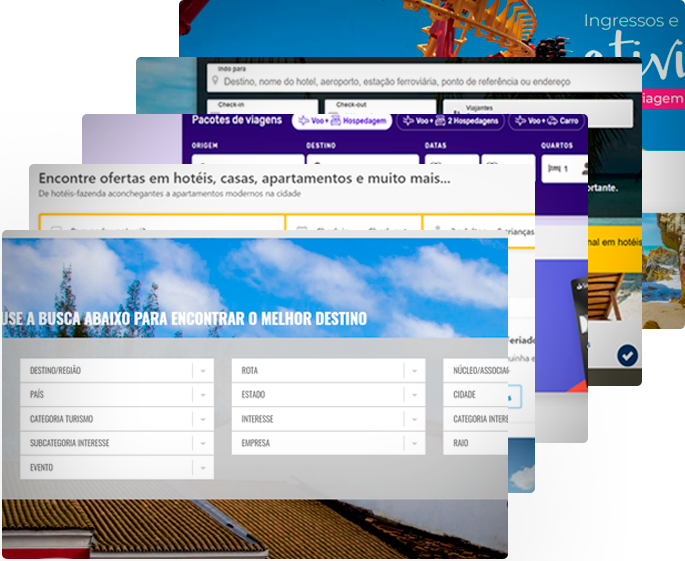 Ingressos e
ativi
iagem
Indo para
Destino, nome do hotel, aeroporto, estação ferroviária, ponto de referência ou endereço
Check-in
Check-out
Viajantes
Pacotes de viagens
Voo + Hospedagem
Voo + 2 Hospedagens
Voo + Carro
ORIGEM
DESTINO
DATAS
QUARTOS
1
ortante.
Encontre ofertas em hotéis, casas, apartamentos e muito mais...
De hotéis-fazenda aconchegantes a apartamentos modernos na cidade
crianças
nal em hotéis
USE A BUSCA ABAIXO PARA ENCONTRAR O MELHOR DESTINO
eriado
uinha e
DESTINO/REGIÃO
ROTA
NÚCLEO/ASSOCIA
PAÍS
ESTADO
CIDADE
CATEGORIA TURISMO
INTERESSE
CATEGORIA INTERE
SUBCATEGORIA INTERESSE
EMPRESA
RAIO
EVENTO